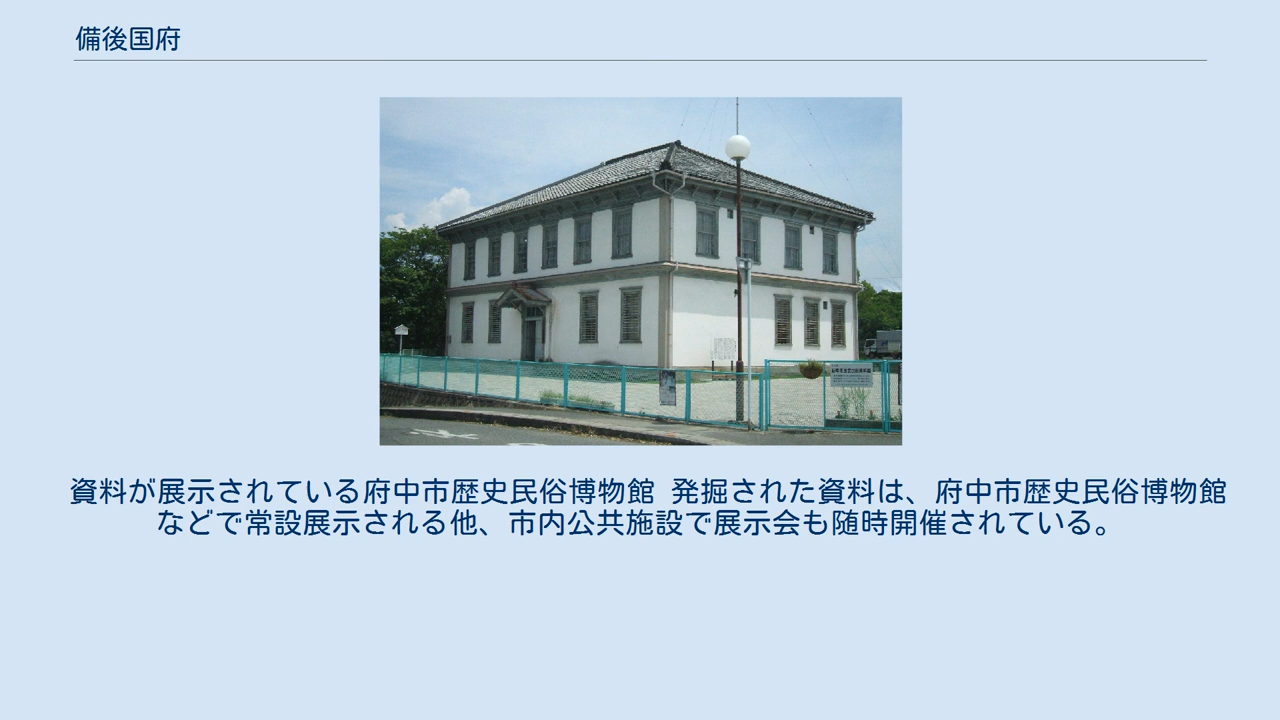 備後国府
資料が展示されている府中市歴史民俗博物館 発掘された資料は、府中市歴史民俗博物館
などで常設展示される他、市内公共施設で展示会も随時開催されている。